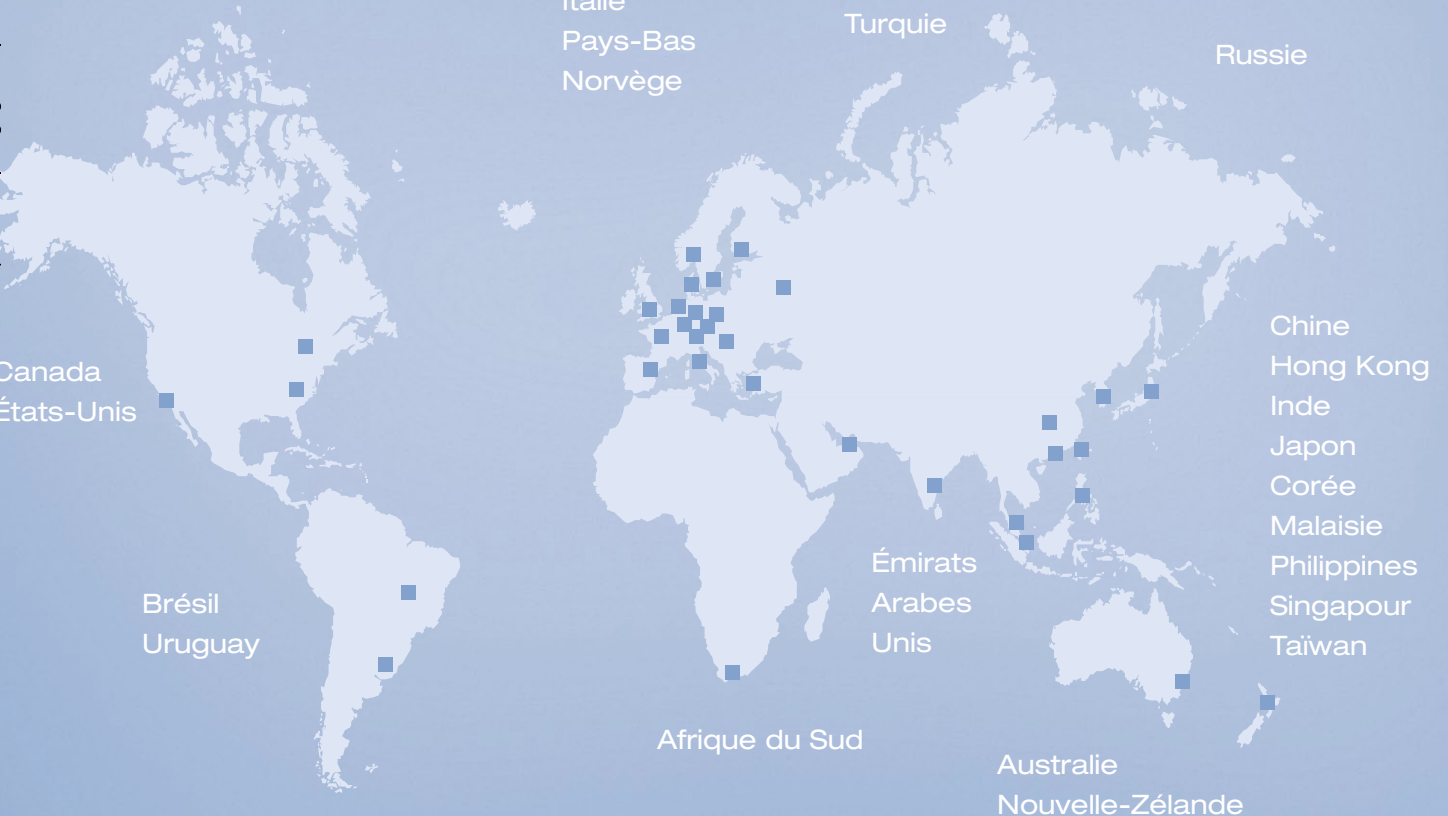 Italie
Pays-Bas
Norvège
Turquie
Russie
Canada
États-Unis
Chine
Hong Kong
Inde
Japon
Corée
Malaisie
Philippines
Singapour
Taïwan
Brésil
Uruguay
Émirats
Arabes
Unis
Afrique du Sud
Australie
Nouvelle-Zélande